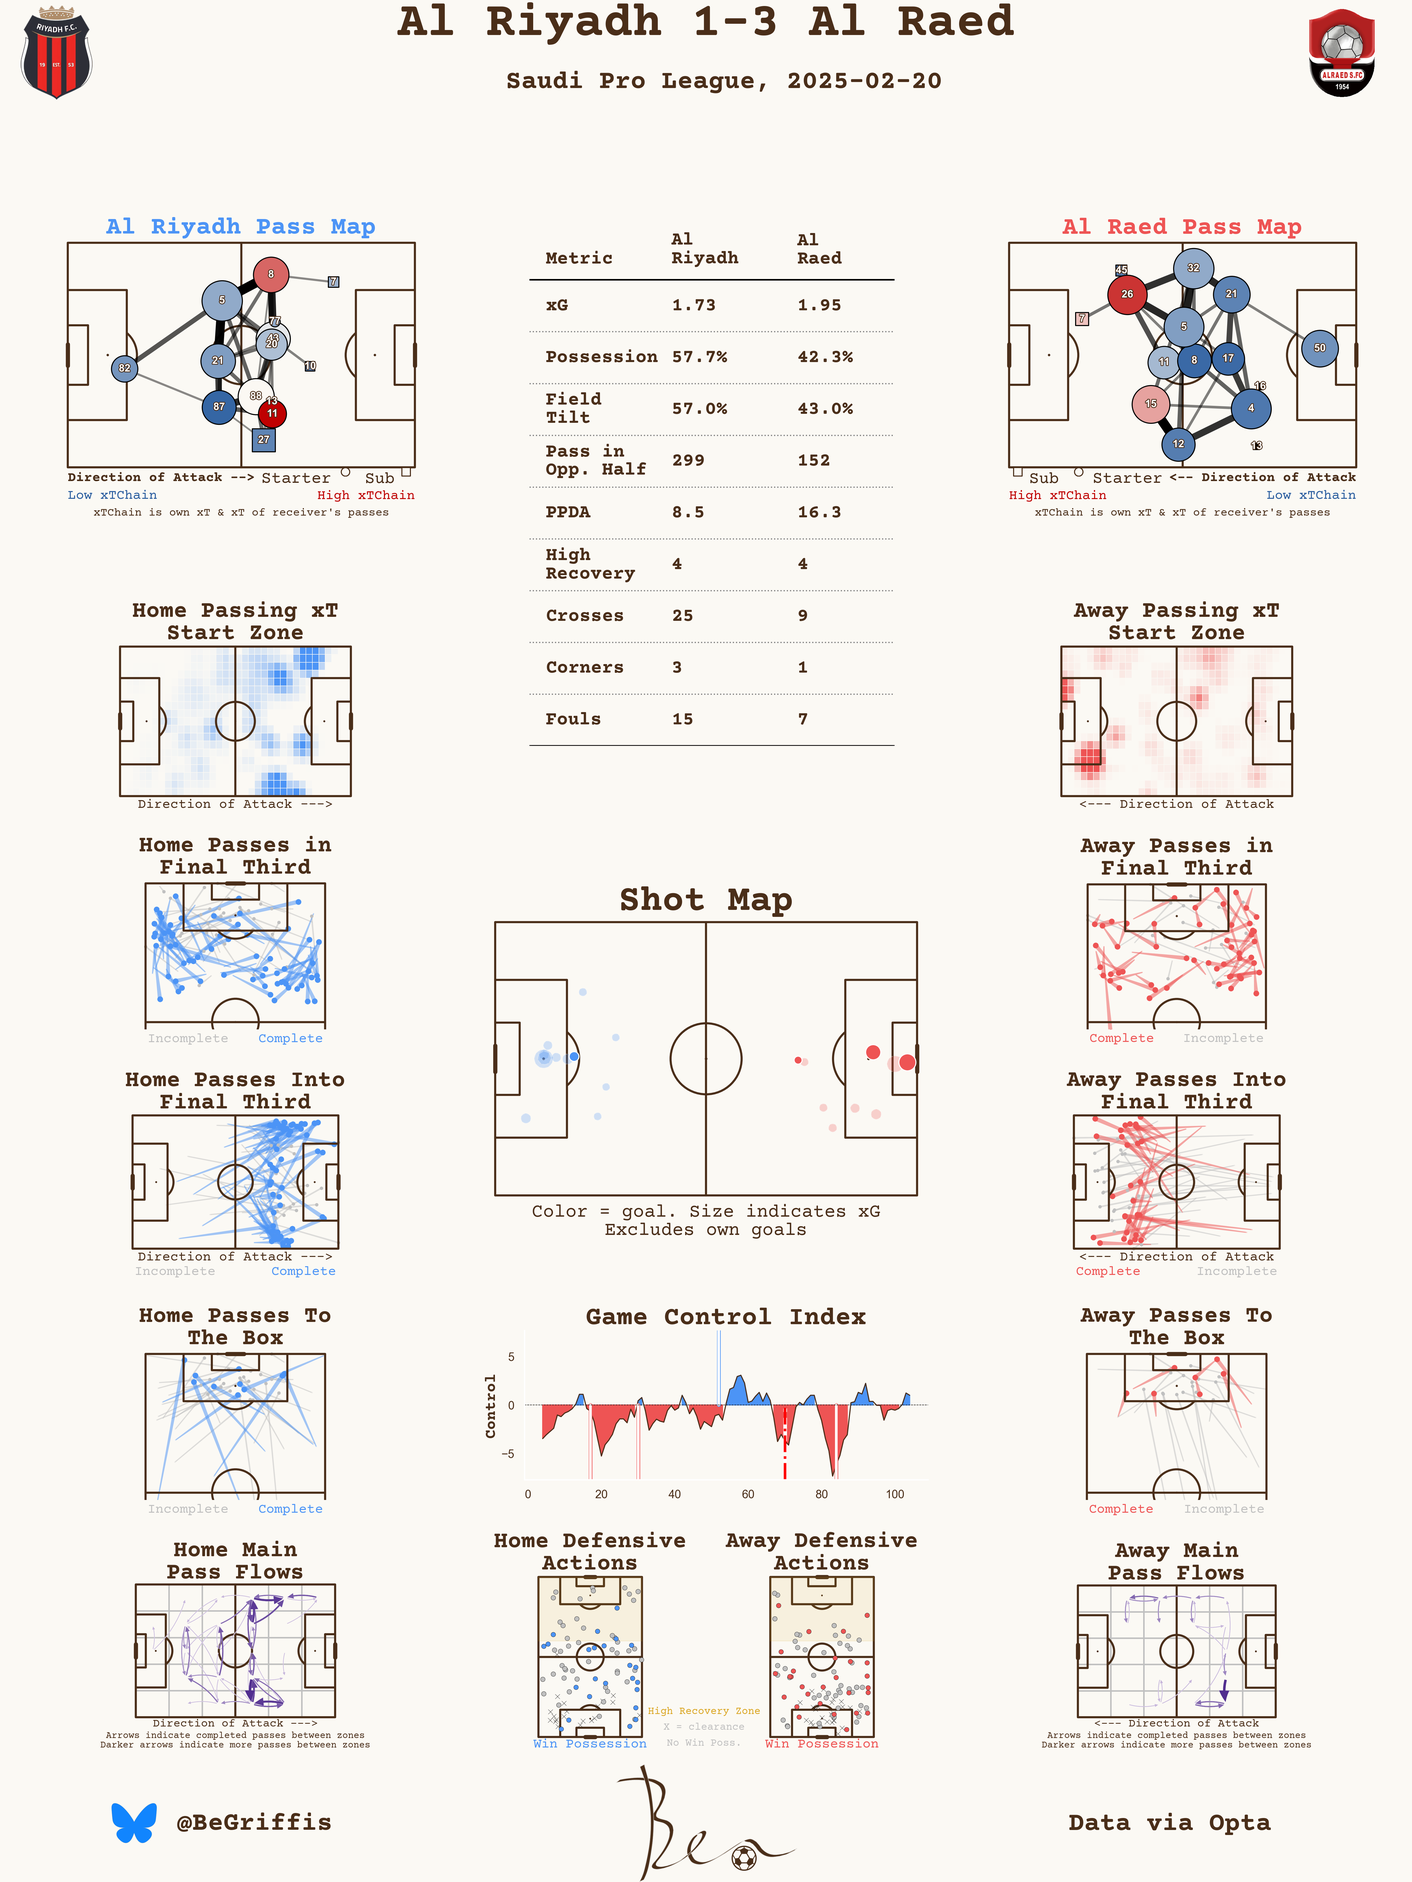 Al Riyadh 1-3 Al Raed
Saudi Pro League, 2025-02-20
RIYADH F.C.
19 EST. 53
ALRAED S.FC
1954
Al Riyadh Pass Map
8
7
5
77
43
20
21
10
82
88
13
87
11
27
Direction of Attack --> Starter Sub
Low xTChain High xTChain
xTChain is own xT & xT of receiver's passes
Metric Al Riyadh Al Raed
xG 1.73 1.95
Possession 57.7% 42.3%
Field Tilt 57.0% 43.0%
Pass in Opp. Half 299 152
PPDA 8.5 16.3
High Recovery 4 4
Crosses 25 9
Corners 3 1
Fouls 15 7
Al Raed Pass Map
45
32
26
21
7
5
50
11
8
17
16
15
4
12
13
Sub Starter <-- Direction of Attack
High xTChain Low xTChain
xTChain is own xT & xT of receiver's passes
Home Passing xT
Start Zone
Direction of Attack --->
Away Passing xT
Start Zone
<--- Direction of Attack
Home Passes in
Final Third
Incomplete Complete
Away Passes in
Final Third
Complete Incomplete
Shot Map
Color = goal. Size indicates xG
Excludes own goals
Home Passes Into
Final Third
Direction of Attack --->
Incomplete Complete
Away Passes Into
Final Third
<--- Direction of Attack
Complete Incomplete
Home Passes To
The Box
Incomplete Complete
Game Control Index
Control
5
0
−5
0 20 40 60 80 100
Away Passes To
The Box
Complete Incomplete
Home Main
Pass Flows
Direction of Attack --->
Arrows indicate completed passes between zones
Darker arrows indicate more passes between zones
Home Defensive
Actions
Win Possession
High Recovery Zone
X = clearance
No Win Poss.
Away Defensive
Actions
Win Possession
Away Main
Pass Flows
<--- Direction of Attack
Arrows indicate completed passes between zones
Darker arrows indicate more passes between zones
@BeGriffis
Ben
Data via Opta